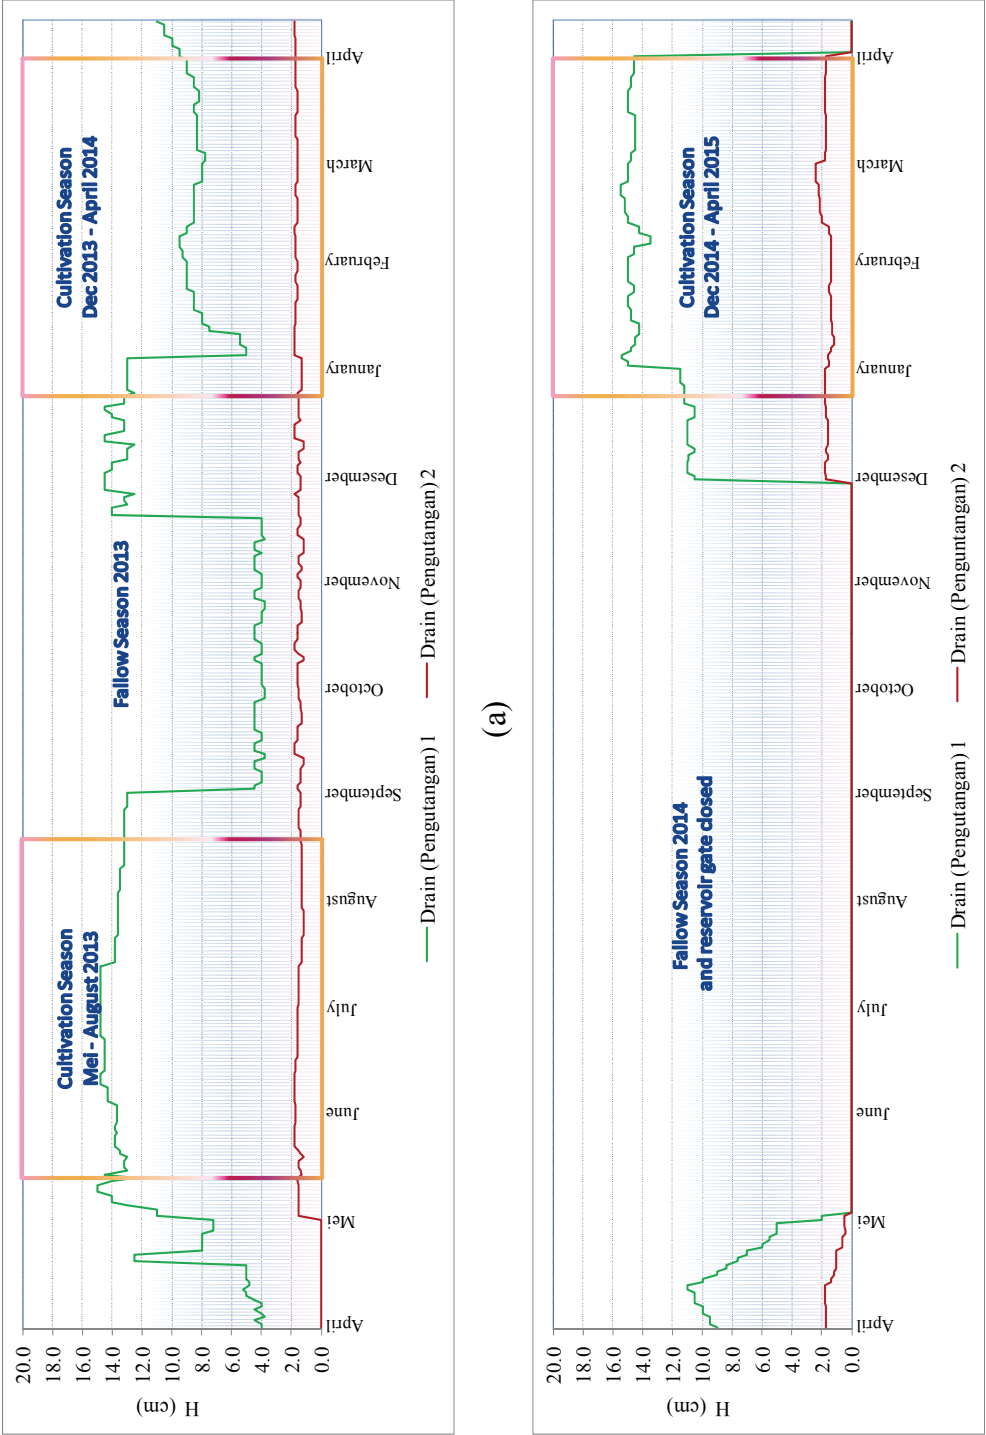 20.0
18.0
16.0
14.0
12.0
10.0
8.0
6.0
4.0
2.0
0.0
H (cm)
Cultivation Season
Mei - August 2013
Fallow Season 2013
Cultivation Season
Dec 2013 - April 2014
April
Mei
June
July
August
September
October
November
Desember
January
February
March
April
Drain (Pengutangan) 1
Drain (Pengutangan) 2
(a)
20.0
18.0
16.0
14.0
12.0
10.0
8.0
6.0
4.0
2.0
0.0
H (cm)
Fallow Season 2014
and reservoir gate closed
Cultivation Season
Dec 2014 - April 2015
April
Mei
June
July
August
September
October
November
Desember
January
February
March
April
Drain (Pengutangan) 1
Drain (Penguntangan) 2